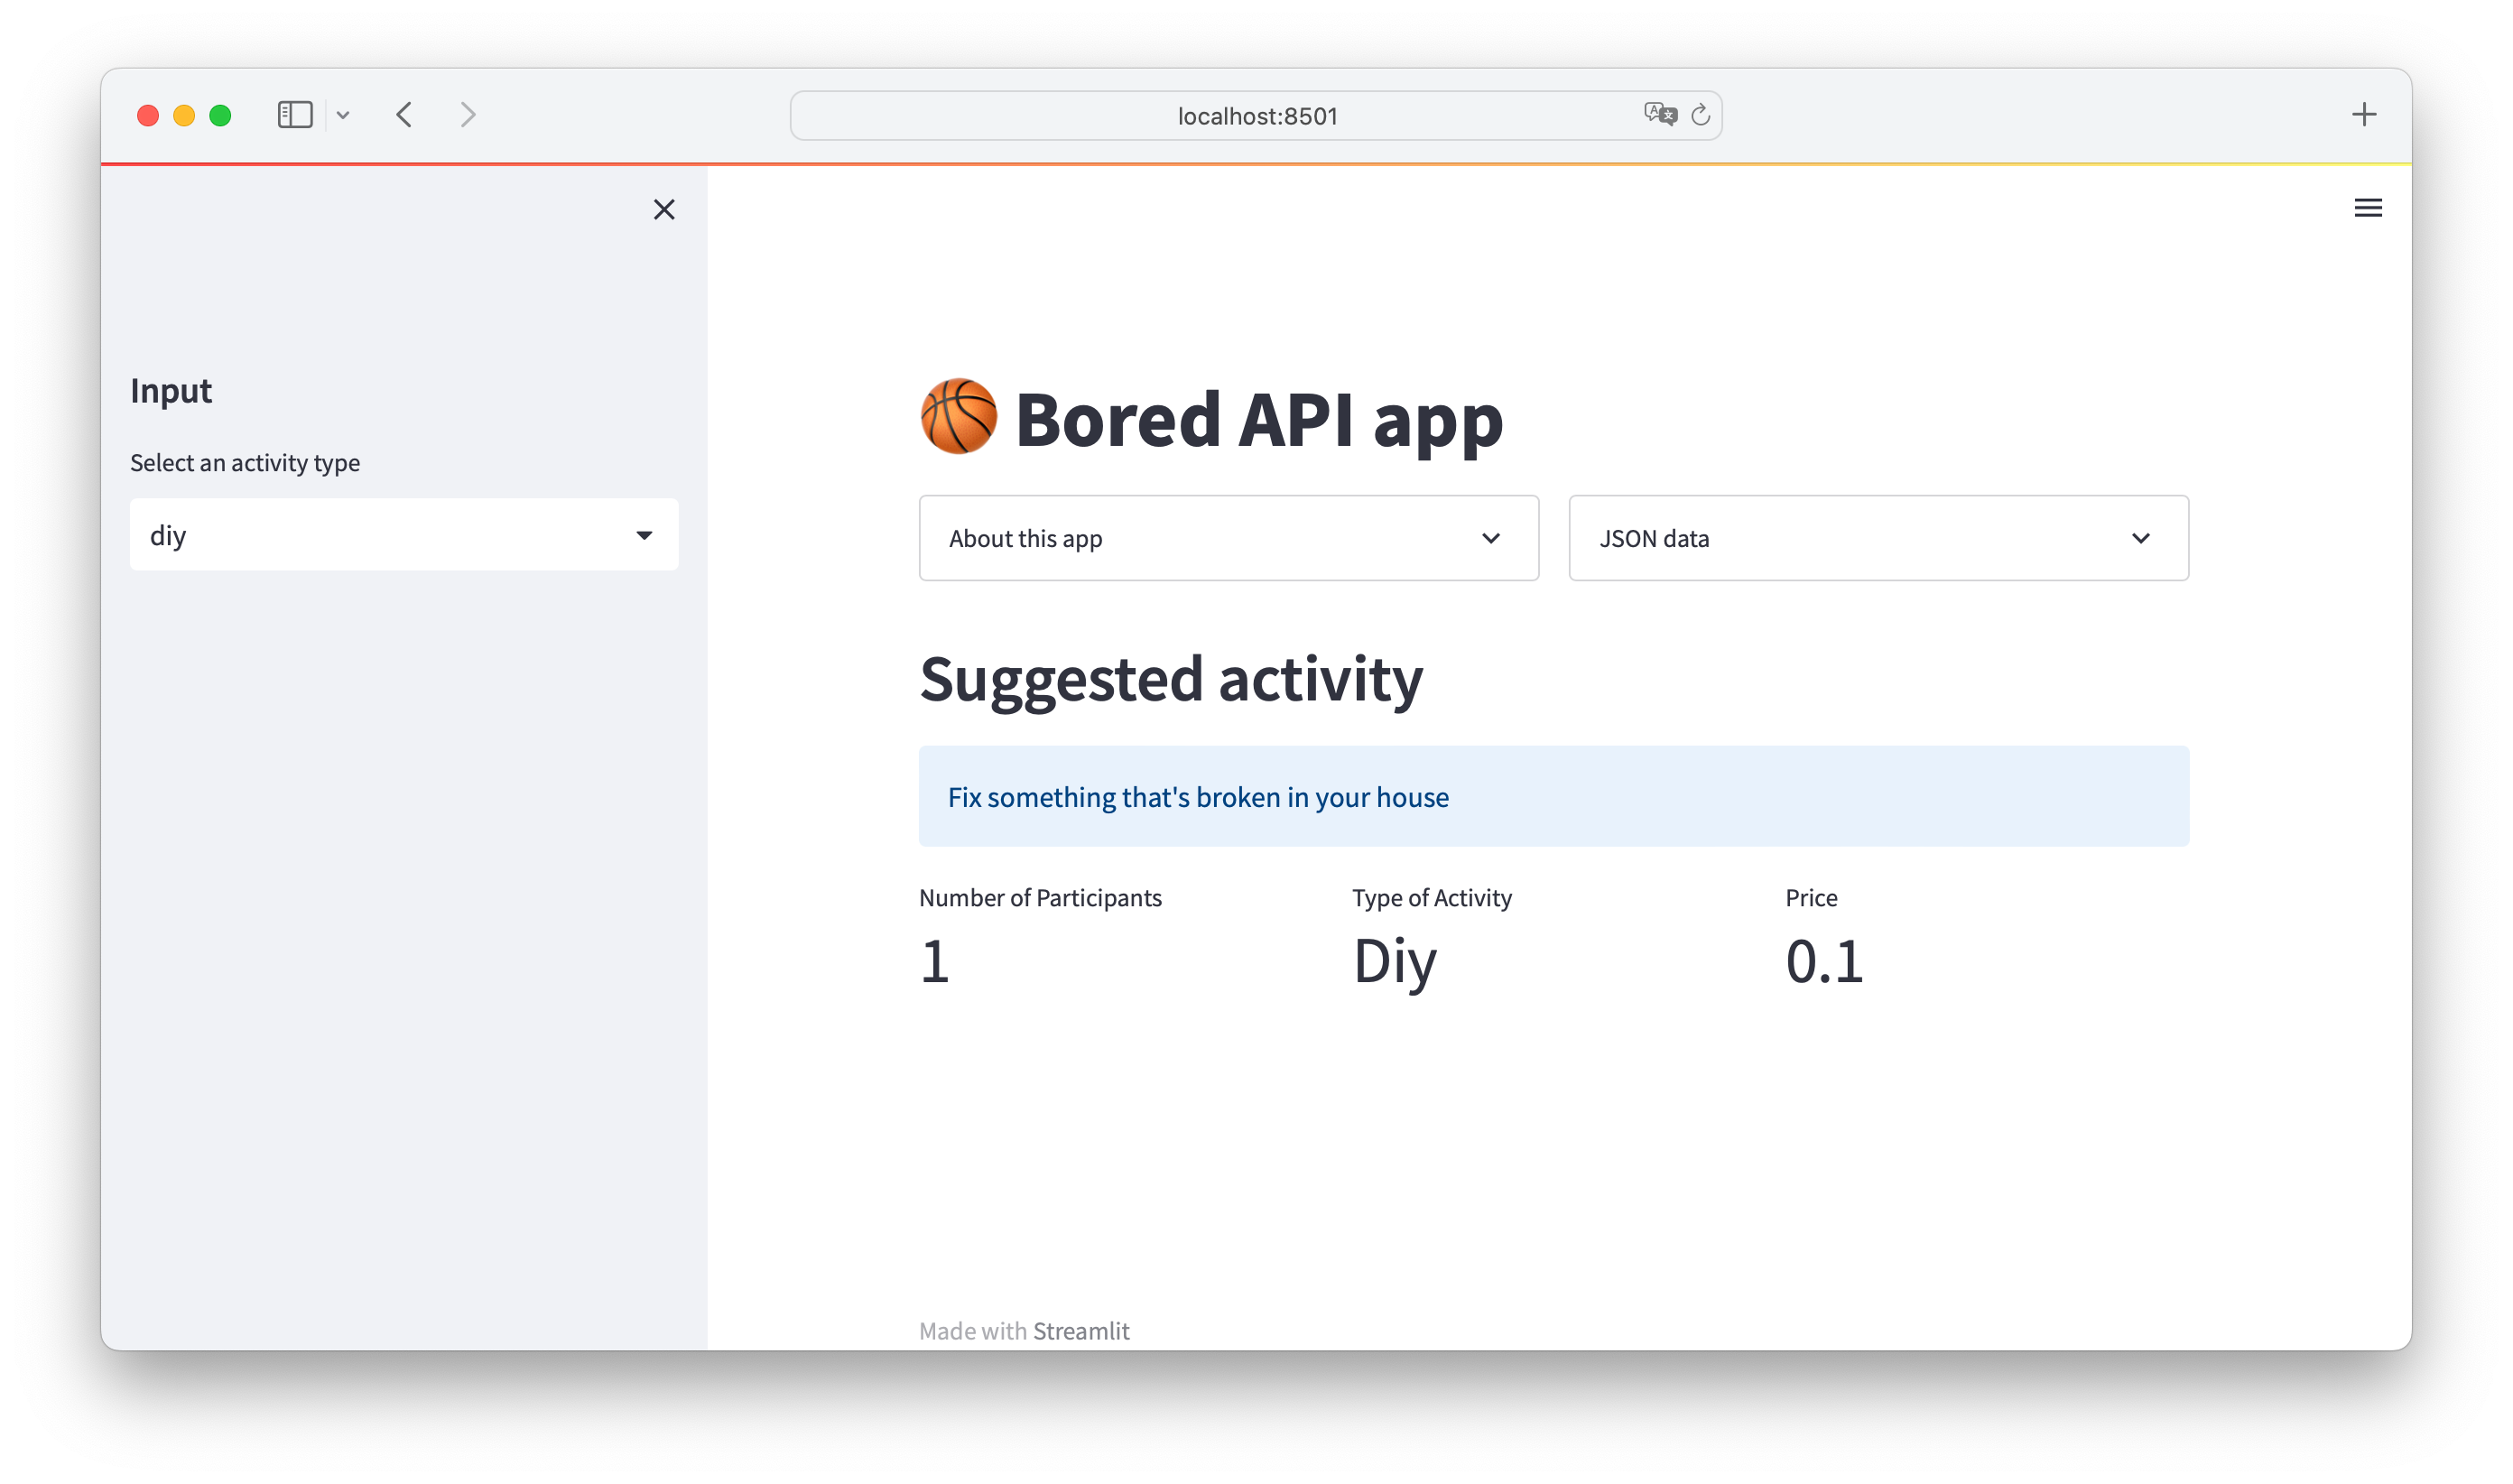 localhost:8501
Input
Select an activity type
diy
🏀 Bored API app
About this app
JSON data
Suggested activity
Fix something that's broken in your house
Number of Participants
1
Type of Activity
Diy
Price
0.1
Made with Streamlit